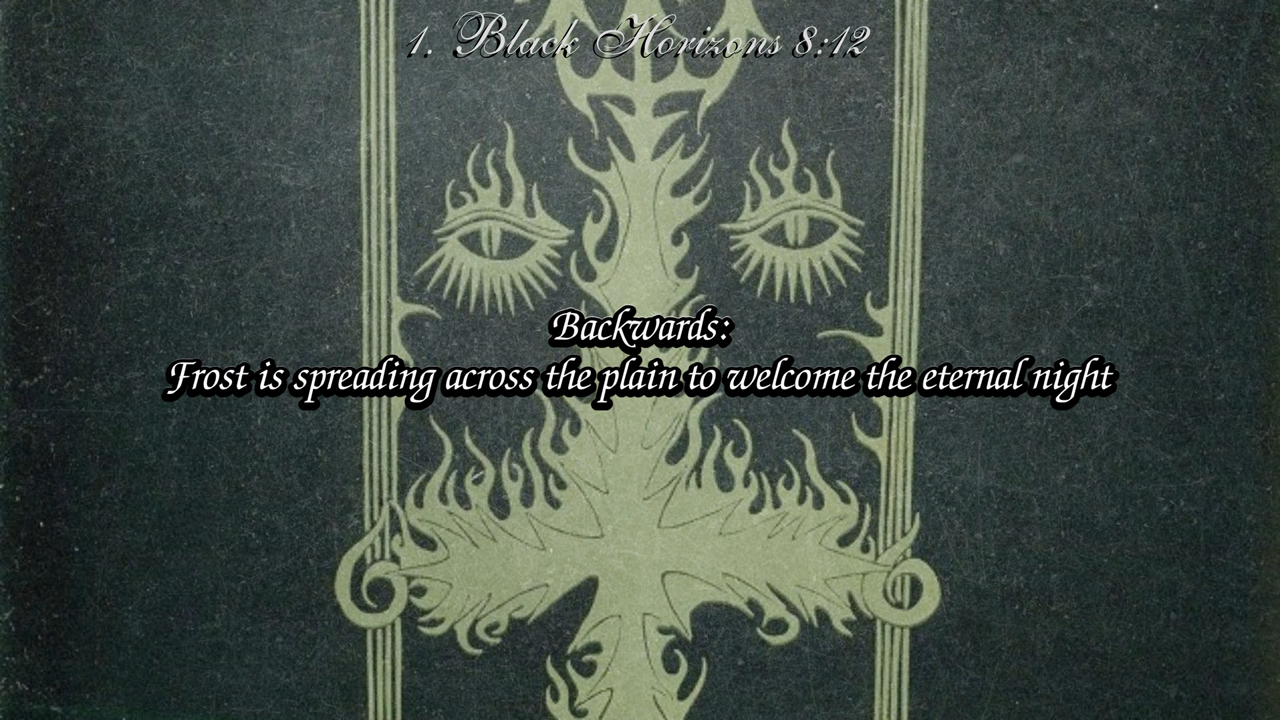 1. Black Horizons 8:12
Backwards:
Frost is spreading across the plain to welcome the eternal night